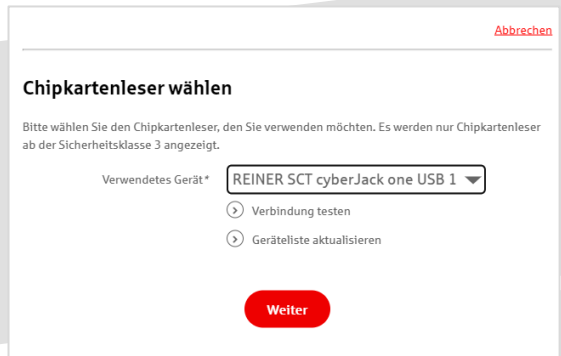 Abbrechen
Chipkartenleser wählen
Bitte wählen Sie den Chipkartenleser, den Sie verwenden möchten. Es werden nur Chipkartenleser
ab der Sicherheitsklasse 3 angezeigt.
Verwendetes Gerät* REINER SCT cyberJack one USB 1
Verbindung testen
Geräteliste aktualisieren
Weiter